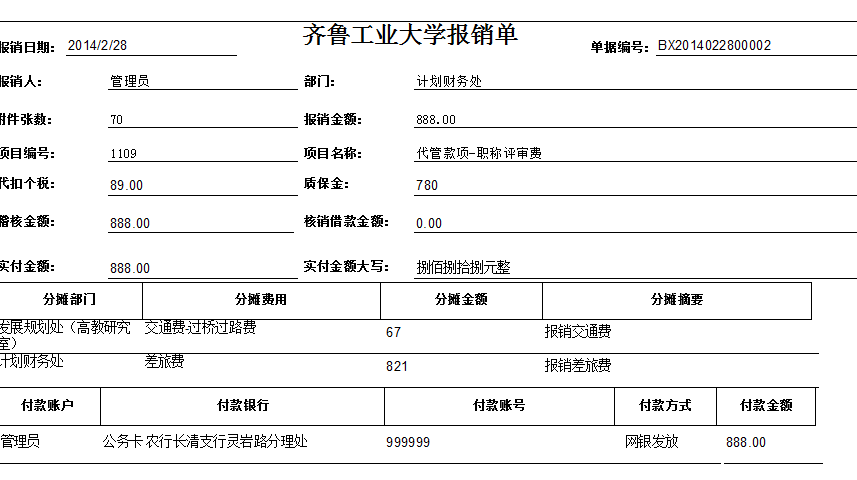 齐鲁工业大学报销单
报销日期: 2014/2/28 单据编号: BX2014022800002
报销人: 管理员 部门: 计划财务处
附件张数: 70 报销金额: 888.00
项目编号: 1109 项目名称: 代管款项-职称评审费
代扣个税: 89.00 质保金: 780
稽核金额: 888.00 核销借款金额: 0.00
实付金额: 888.00 实付金额大写: 捌佰捌拾捌元整
分摊部门 分摊费用 分摊金额 分摊摘要
发展规划处（高教研究室） 交通费-过桥过路费 67 报销交通费
计划财务处 差旅费 821 报销差旅费
付款账户 付款银行 付款账号 付款方式 付款金额
管理员 公务卡 农行长清支行灵岩路分理处 999999 网银发放 888.00